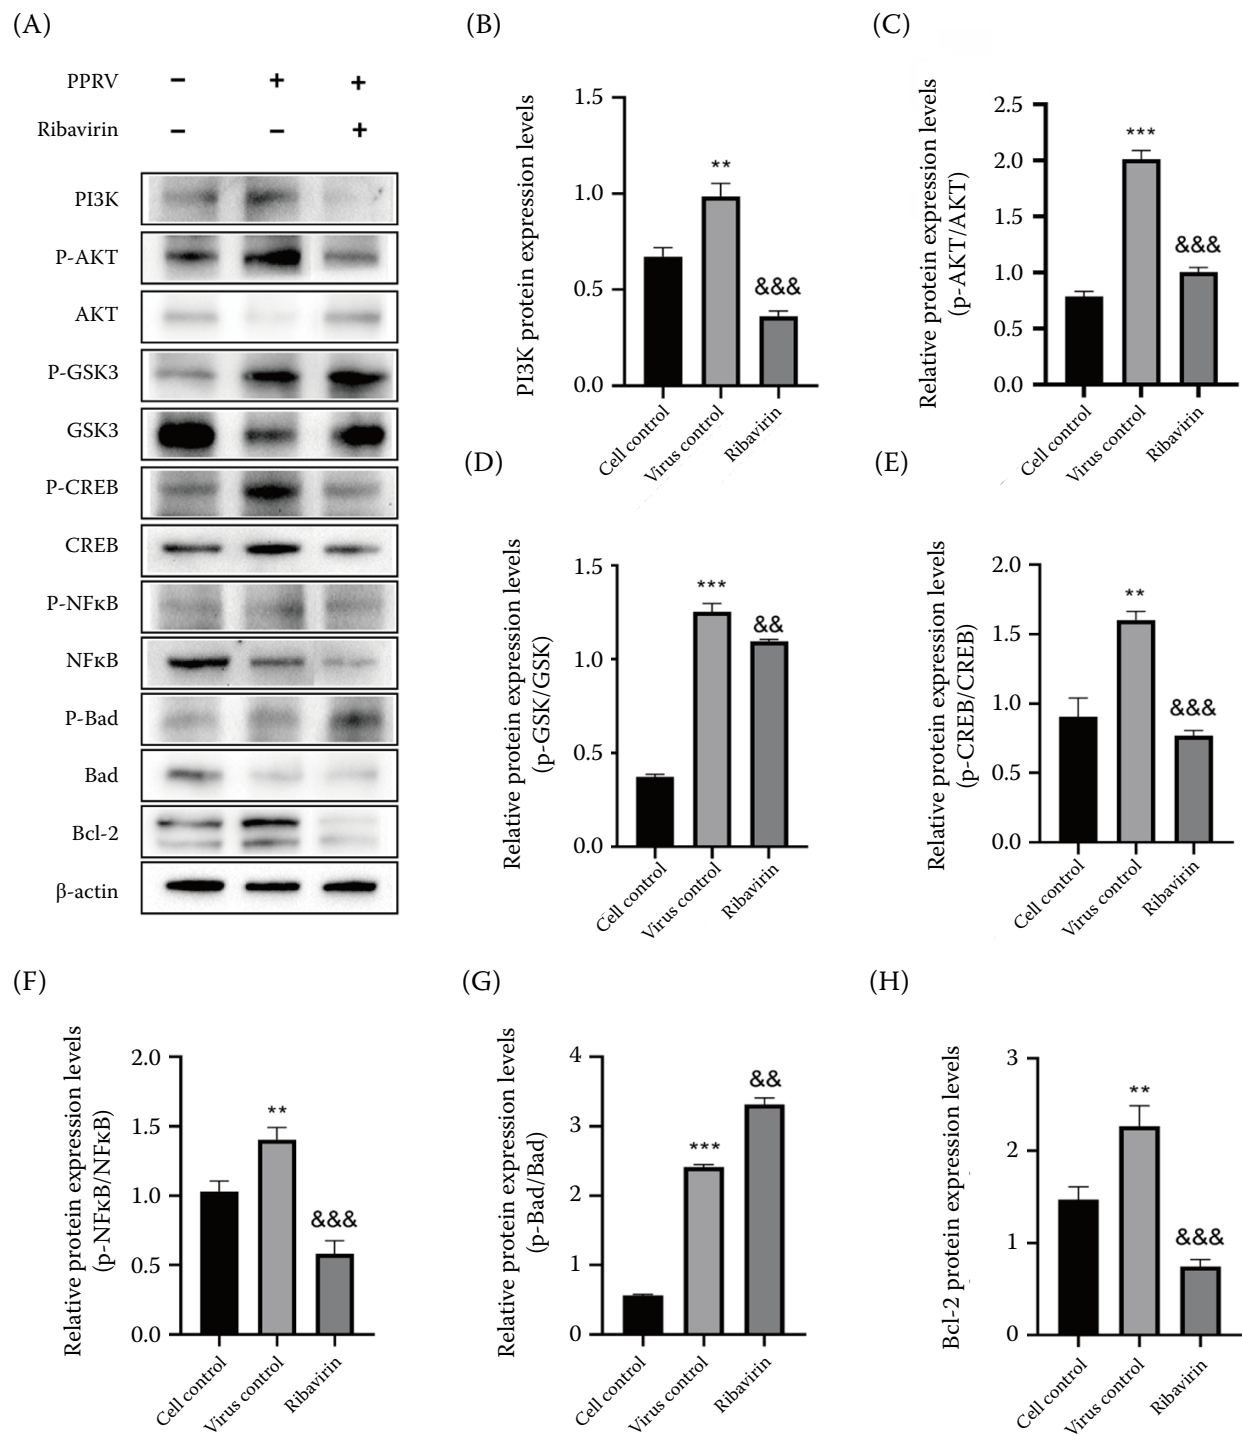 (A)
PPRV − + +
Ribavirin − − +
PI3K
P-AKT
AKT
P-GSK3
GSK3
P-CREB
CREB
P-NFκB
NFκB
P-Bad
Bad
Bcl-2
β-actin
(B)
PI3K protein expression levels
1.5
1.0
0.5
0.0
**
&&&
Cell control
Virus control
Ribavirin
(C)
Relative protein expression levels
(p-AKT/AKT)
2.5
2.0
1.5
1.0
0.5
0.0
***
&&&
Cell control
Virus control
Ribavirin
(D)
Relative protein expression levels
(p-GSK/GSK)
1.5
1.0
0.5
0.0
***
&&
Cell control
Virus control
Ribavirin
(E)
Relative protein expression levels
(p-CREB/CREB)
2.0
1.5
1.0
0.5
0.0
**
&&&
Cell control
Virus control
Ribavirin
(F)
Relative protein expression levels
(p-NFκB/NFκB)
2.0
1.5
1.0
0.5
0.0
**
&&&
Cell control
Virus control
Ribavirin
(G)
Relative protein expression levels
(p-Bad/Bad)
4
3
2
1
0
***
&&
Cell control
Virus control
Ribavirin
(H)
Bcl-2 protein expression levels
3
2
1
0
**
&&&
Cell control
Virus control
Ribavirin